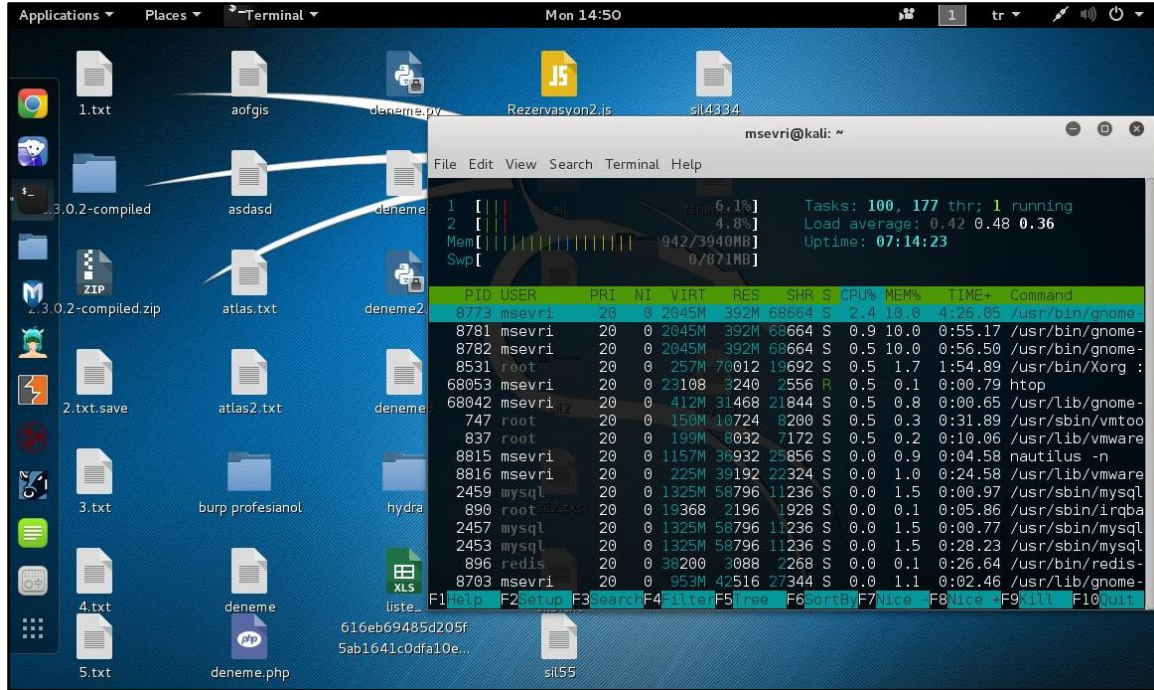 Applications Places Terminal Mon 14:50 1 tr
1.txt aofgis deneme.py Rezervasyon2.js sil4334
msevri@kali: ~
File Edit View Search Terminal Help
.3.0.2-compiled asdasd deneme
1 [||| 6.1%] Tasks: 100, 177 thr; 1 running
2 [||| 4.8%] Load average: 0.42 0.48 0.36
Mem[|||||||||||||||||| 942/3940MB] Uptime: 07:14:23
Swp[ 0/871MB]
ZIP
2.3.0.2-compiled.zip atlas.txt deneme2.
PID USER PRI NI VIRT RES SHR S CPU% MEM% TIME+ Command
8773 msevri 20 0 2045M 392M 68664 S 2.4 10.0 4:26.05 /usr/bin/gnome-
8781 msevri 20 0 2045M 392M 68664 S 0.9 10.0 0:55.17 /usr/bin/gnome-
8782 msevri 20 0 2045M 392M 68664 S 0.5 10.0 0:56.50 /usr/bin/gnome-
8531 root 20 0 257M 70012 19692 S 0.5 1.7 1:54.89 /usr/bin/Xorg :
68053 msevri 20 0 23108 3240 2556 R 0.5 0.1 0:00.79 htop
68042 msevri 20 0 412M 31468 21844 S 0.5 0.8 0:00.65 /usr/lib/gnome-
747 root 20 0 150M 10724 8200 S 0.5 0.3 0:31.89 /usr/sbin/vmtoo
837 root 20 0 199M 8032 7172 S 0.5 0.2 0:10.06 /usr/lib/vmware
8815 msevri 20 0 1157M 36932 25856 S 0.0 0.9 0:04.58 nautilus -n
8816 msevri 20 0 225M 39192 22324 S 0.0 1.0 0:24.58 /usr/lib/vmware
2459 mysql 20 0 1325M 58796 11236 S 0.0 1.5 0:00.97 /usr/sbin/mysql
890 root 20 0 19368 2196 1928 S 0.0 0.1 0:05.86 /usr/sbin/irqba
2457 mysql 20 0 1325M 58796 11236 S 0.0 1.5 0:00.77 /usr/sbin/mysql
2453 mysql 20 0 1325M 58796 11236 S 0.0 1.5 0:28.23 /usr/sbin/mysql
896 redis 20 0 38200 3088 2268 S 0.0 0.1 0:26.64 /usr/bin/redis-
8703 msevri 20 0 953M 42516 27344 S 0.0 1.1 0:02.46 /usr/lib/gnome-
F1Help F2Setup F3Search F4Filter F5Tree F6SortBy F7Nice - F8Nice + F9Kill F10Quit
2.txt.save atlas2.txt deneme
3.txt burp profesianol hydra
XLS
4.txt deneme liste_
616eb69485d205f
5ab1641c0dfa10e...
php
5.txt deneme.php sil55